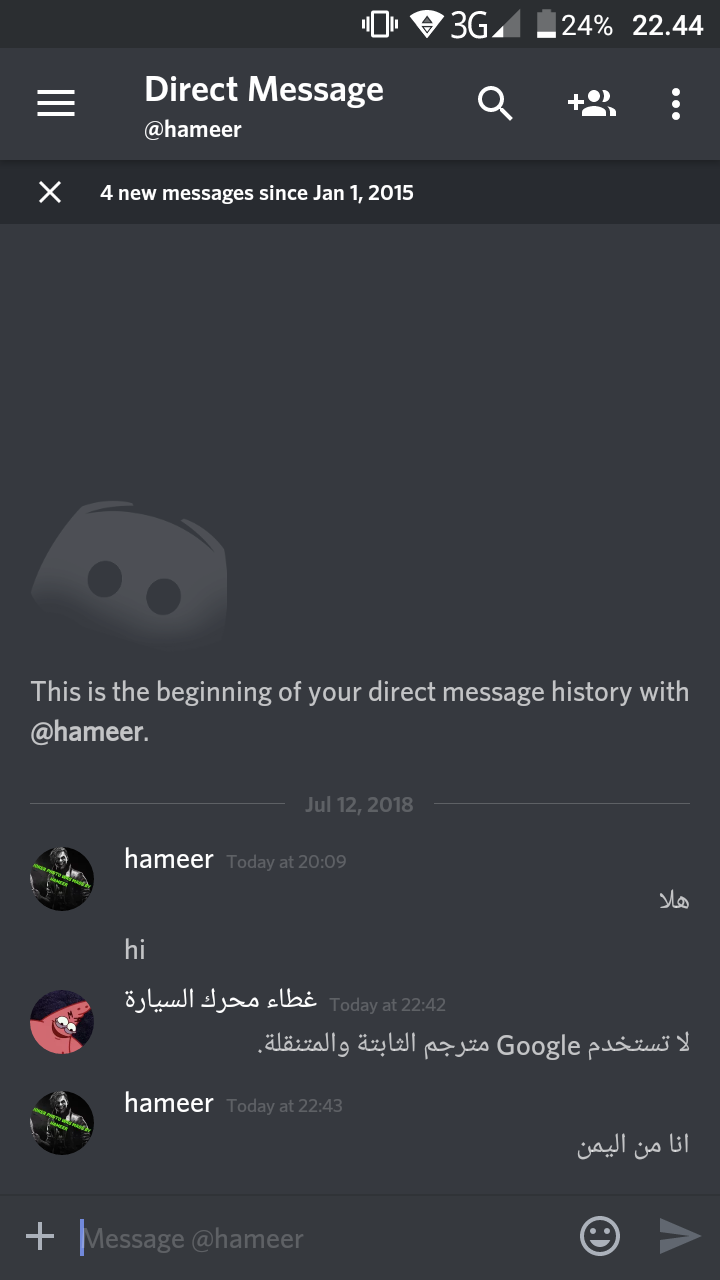 3G 24% 22.44
Direct Message
@hameer
4 new messages since Jan 1, 2015
This is the beginning of your direct message history with
@hameer.
Jul 12, 2018
hameer Today at 20:09
هلا
hi
غطاء محرك السيارة Today at 22:42
لا تستخدم Google مترجم الثابتة والمتنقلة.
hameer Today at 22:43
انا من اليمن
Message @hameer